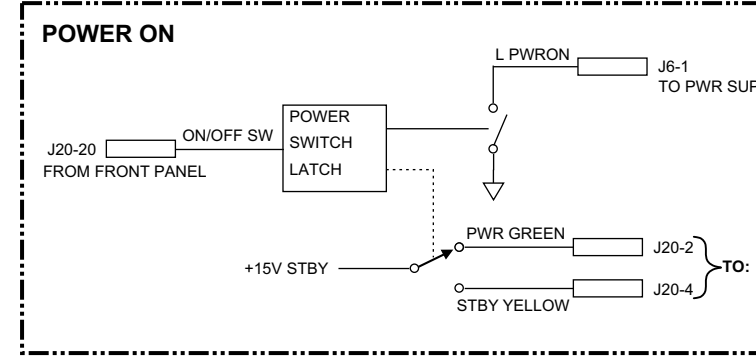 POWER ON
L PWRON
J6-1
TO PWR
POWER
SWITCH
LATCH
ON/OFF SW
J20-20
FROM FRONT PANEL
PWR GREEN
J20-2
TO:
+15V STBY
J20-4
STBY YELLOW